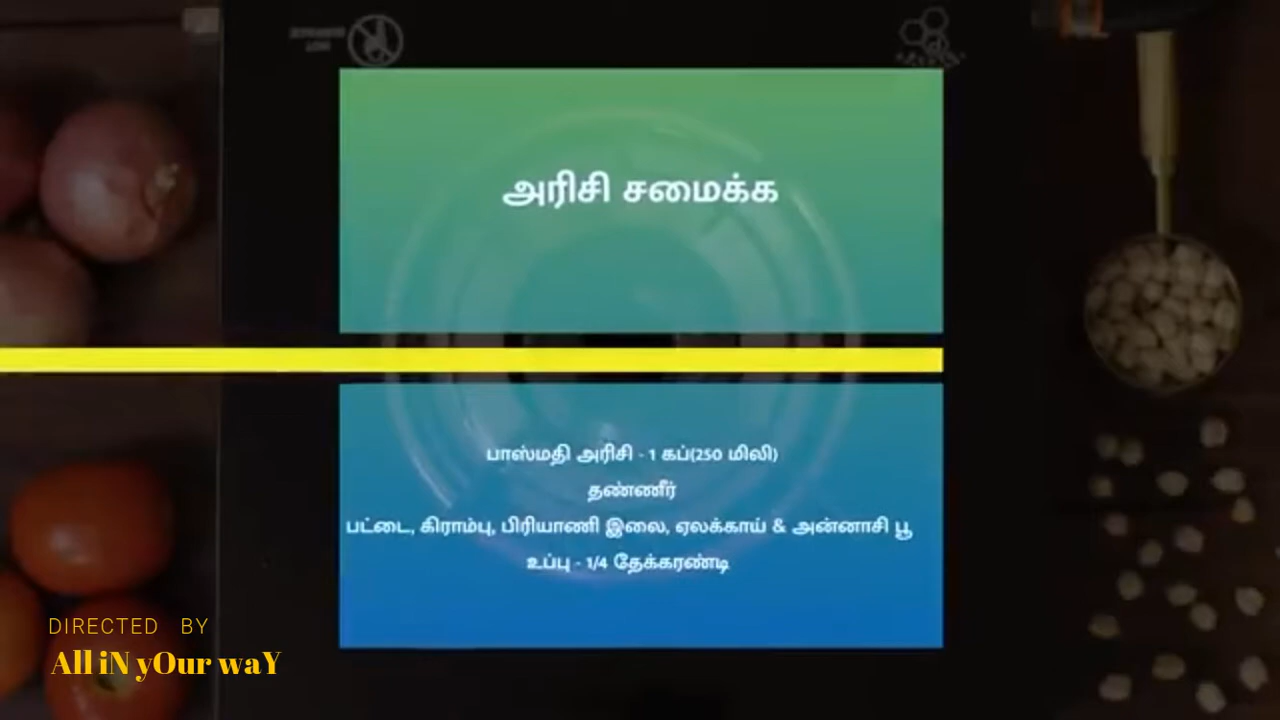 அரிசி சமைக்க
பாஸ்மதி அரிசி - 1 கப்(250 மிலி)
தண்ணீர்
பட்டை, கிராம்பு, பிரியாணி இலை, ஏலக்காய் & அன்னாசி பூ
உப்பு - 1/4 தேக்கரண்டி
DIRECTED BY
All iN yOur waY